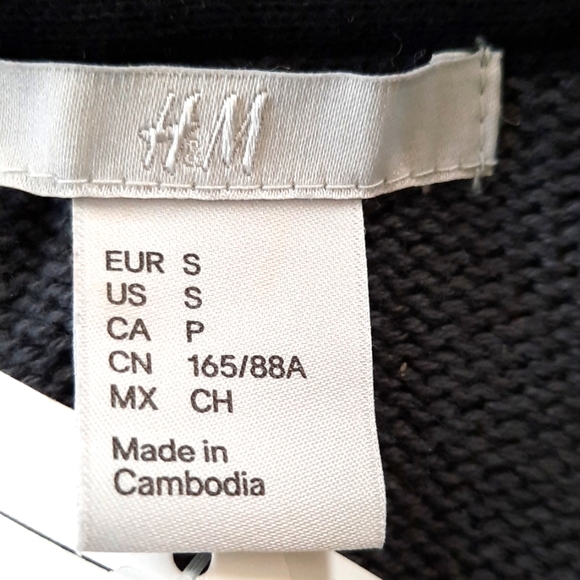 H&M
EUR S
US S
CA P
CN 165/88A
MX CH
Made in
Cambodia